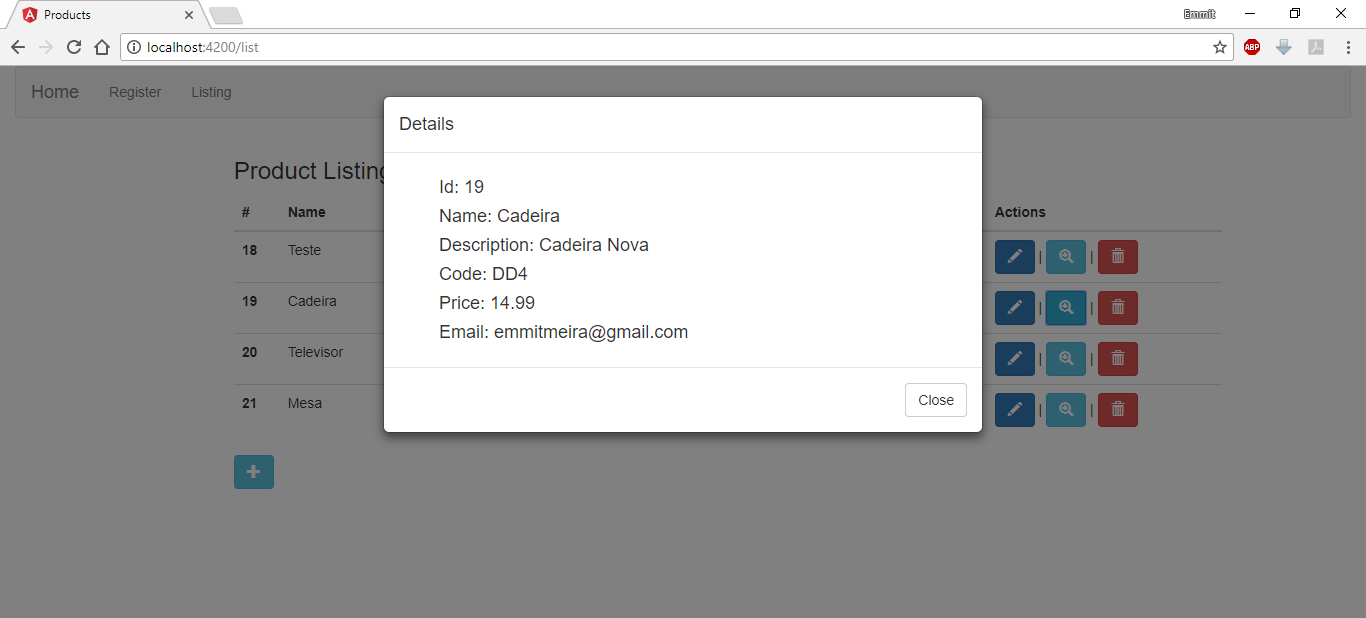 Products
Emmit
localhost:4200/list
ABP
Home Register Listing
Details
Product Listing
Id: 19
Name: Cadeira
Description: Cadeira Nova
Code: DD4
Price: 14.99
Email: emmitmeira@gmail.com
Close
# Name Actions
18 Teste | |
19 Cadeira | |
20 Televisor | |
21 Mesa | |